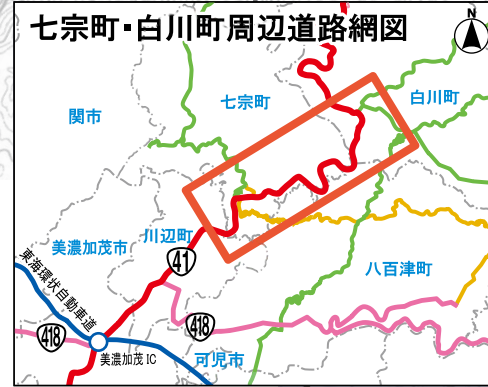 七宗町・白川町周辺道路網図
N
七宗町
白川町
関市
美濃加茂市
川辺町
41
八百津町
東海環状自動車道
418
418
美濃加茂IC
可児市